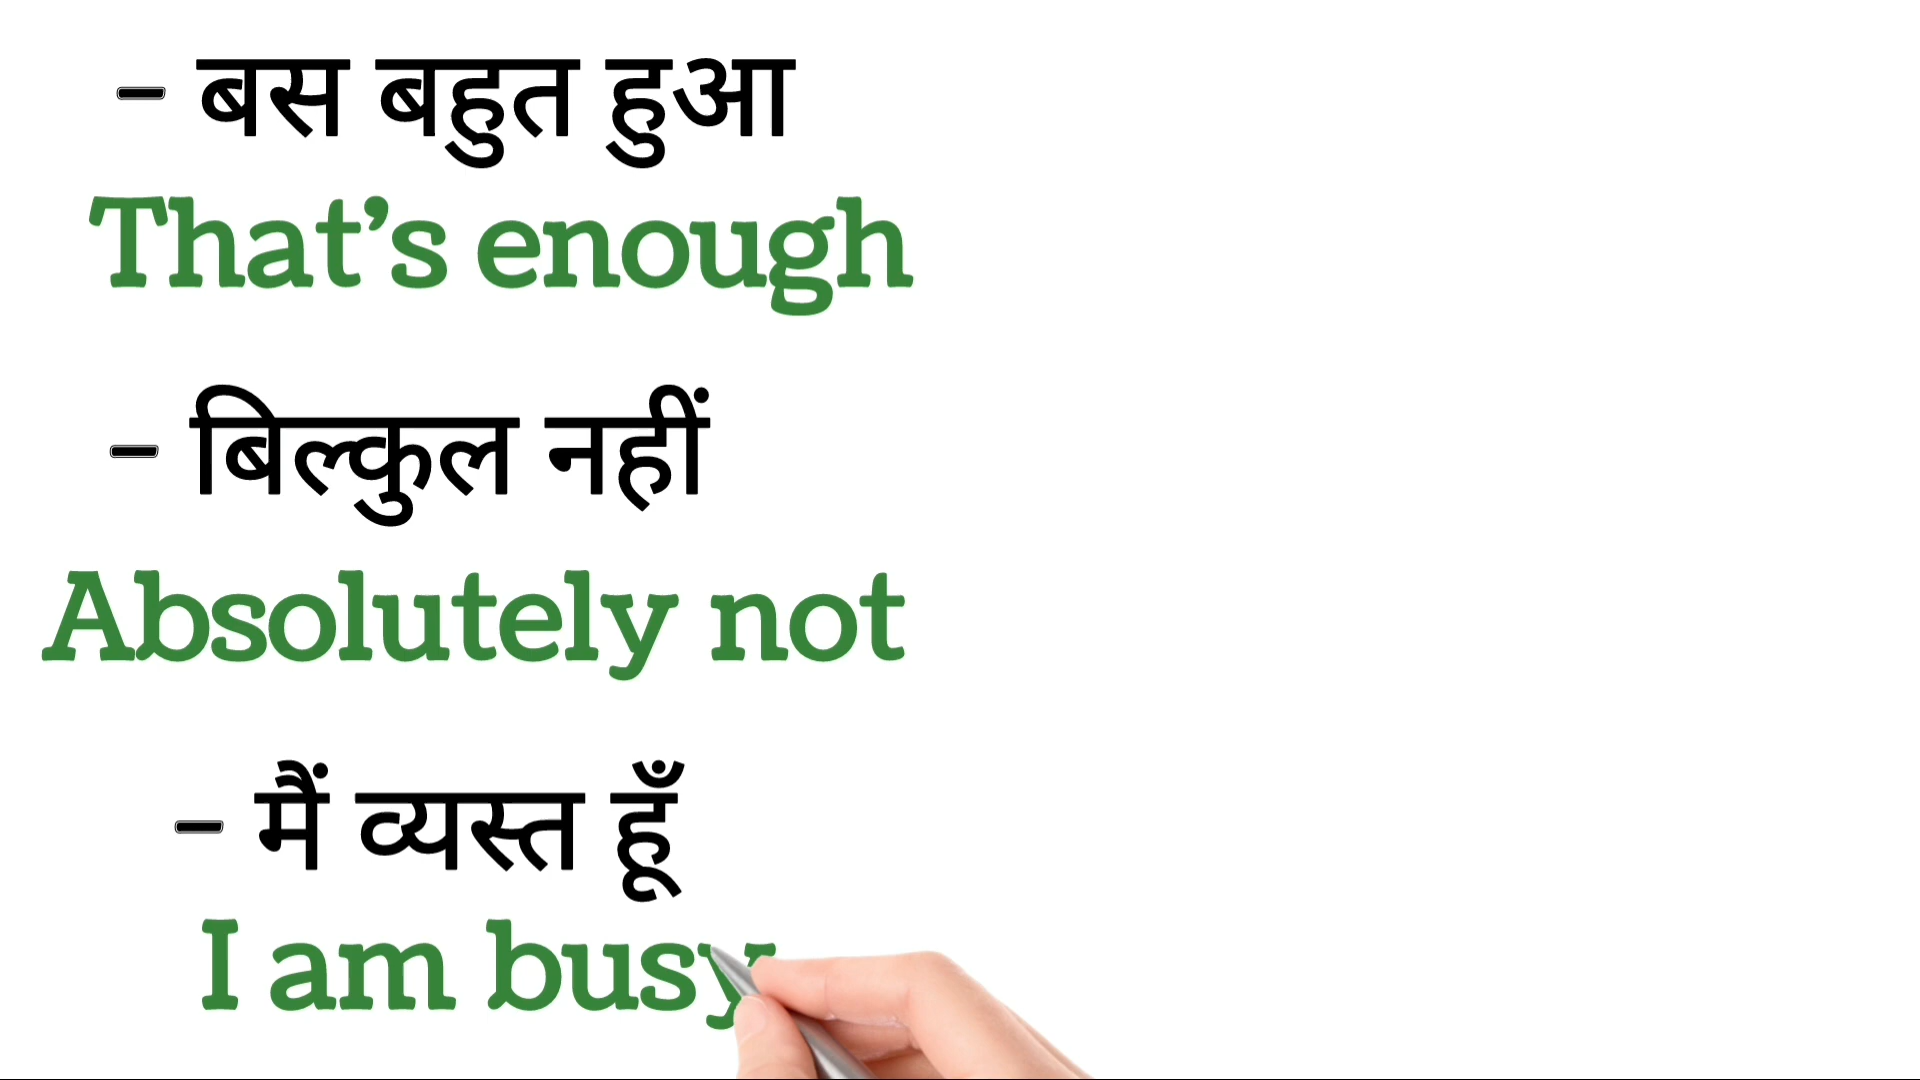 - बस बहुत हुआ
That’s enough
- बिल्कुल नहीं
Absolutely not
- मैं व्यस्त हूँ
I am busy